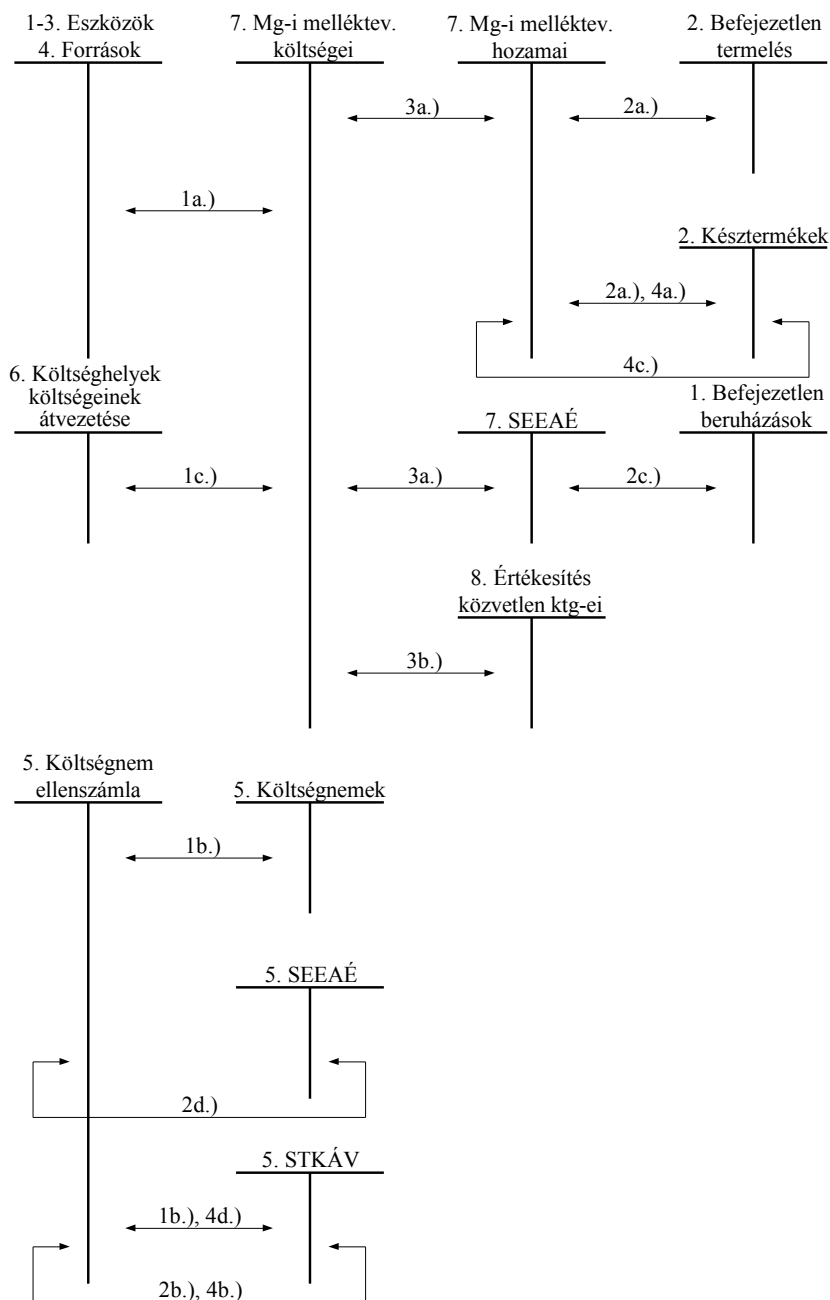 1-3. Eszközök
4. Források
7. Mg-i melléktev.
költségei
7. Mg-i melléktev.
hozamai
2. Befejezetlen
termelés
3a.)
2a.)
1a.)
2. Késztermékek
2a.), 4a.)
4c.)
6. Költséghelyek
költségeinek
átvezetése
7. SEEAÉ
1. Befejezetlen
beruházások
1c.)
3a.)
2c.)
8. Értékesítés
közvetlen ktg-ei
3b.)
5. Költségnem
ellenszámla
5. Költségnemek
1b.)
5. SEEAÉ
2d.)
5. STKÁV
1b.), 4d.)
2b.), 4b.)